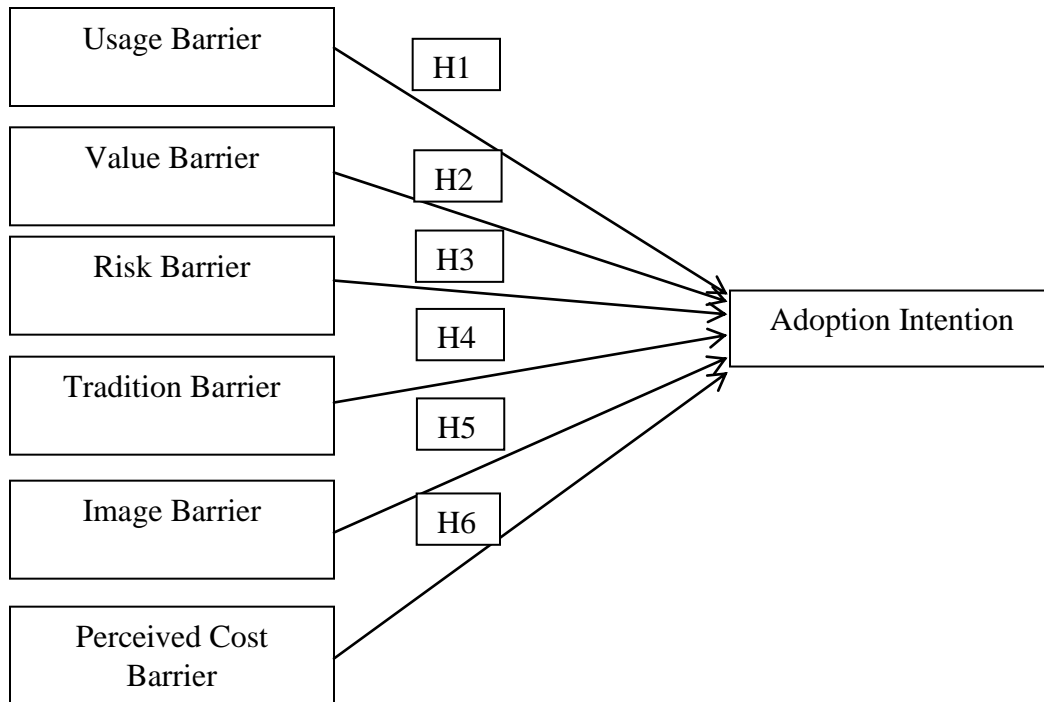 Usage Barrier
H1
Value Barrier
H2
Risk Barrier
H3
Adoption Intention
H4
Tradition Barrier
H5
Image Barrier
H6
Perceived Cost
Barrier